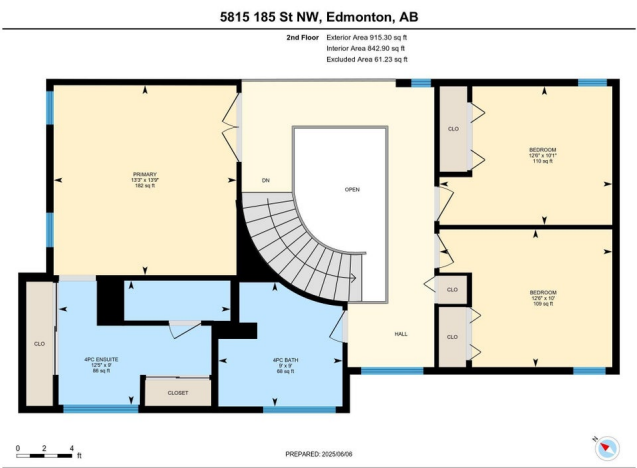 5815 185 St NW, Edmonton, AB
2nd Floor Exterior Area 915.30 sq ft
Interior Area 842.90 sq ft
Excluded Area 61.23 sq ft
PRIMARY
13'3" x 13'9"
182 sq ft
DN
OPEN
CLO
BEDROOM
12'6" x 10'1"
110 sq ft
CLO
BEDROOM
12'6" x 10'
109 sq ft
CLO
HALL
CLO
4PC ENSUITE
12'5" x 9'
88 sq ft
CLOSET
4PC BATH
9' x 9'
68 sq ft
0 2 4
ft
PREPARED: 2025/06/06
N